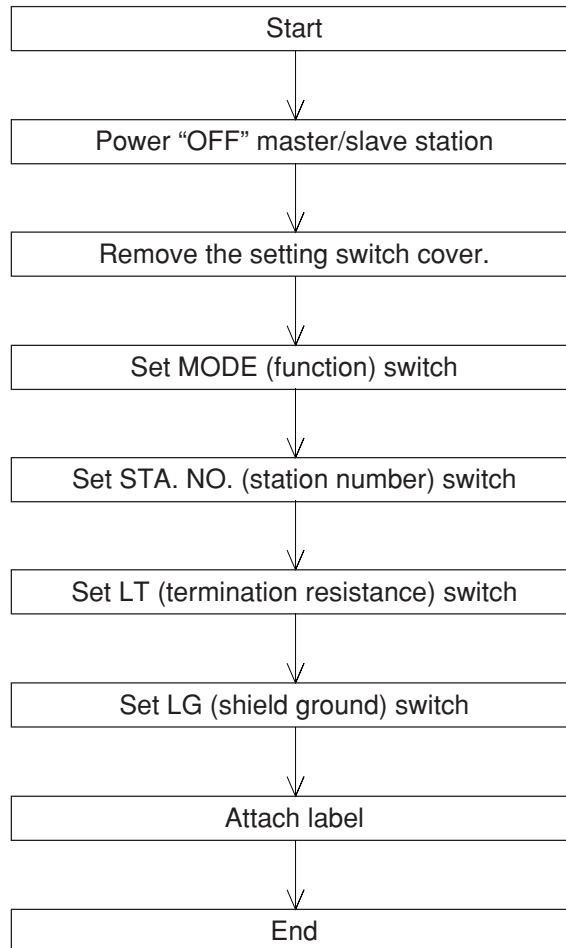 Start
Power “OFF” master/slave station
Remove the setting switch cover.
Set MODE (function) switch
Set STA. NO. (station number) switch
Set LT (termination resistance) switch
Set LG (shield ground) switch
Attach label
End